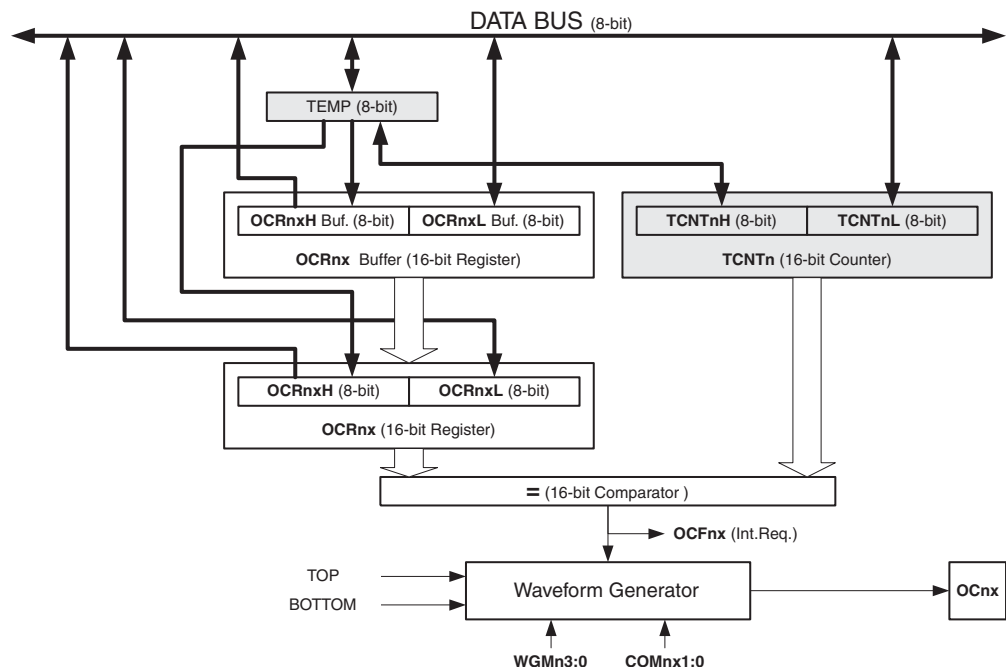 DATA BUS (8-bit)
TEMP (8-bit)
OCRnxH Buf. (8-bit) OCRnxL Buf. (8-bit)
OCRnx Buffer (16-bit Register)
TCNTnH (8-bit) TCNTnL (8-bit)
TCNTn (16-bit Counter)
OCRnxH (8-bit) OCRnxL (8-bit)
OCRnx (16-bit Register)
= (16-bit Comparator )
OCFnx (Int.Req.)
TOP
BOTTOM
Waveform Generator
OCnx
WGMn3:0 COMnx1:0